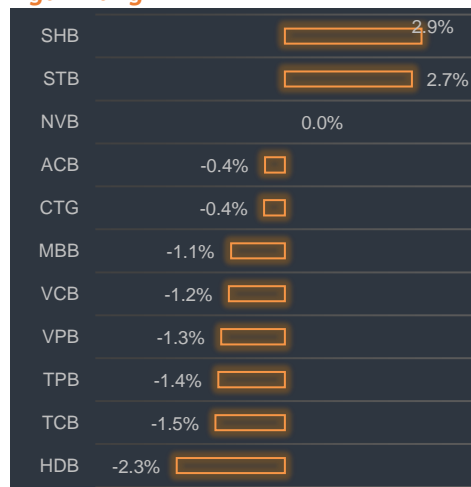 SHB 2.9%
STB 2.7%
NVB 0.0%
ACB -0.4%
CTG -0.4%
MBB -1.1%
VCB -1.2%
VPB -1.3%
TPB -1.4%
TCB -1.5%
HDB -2.3%